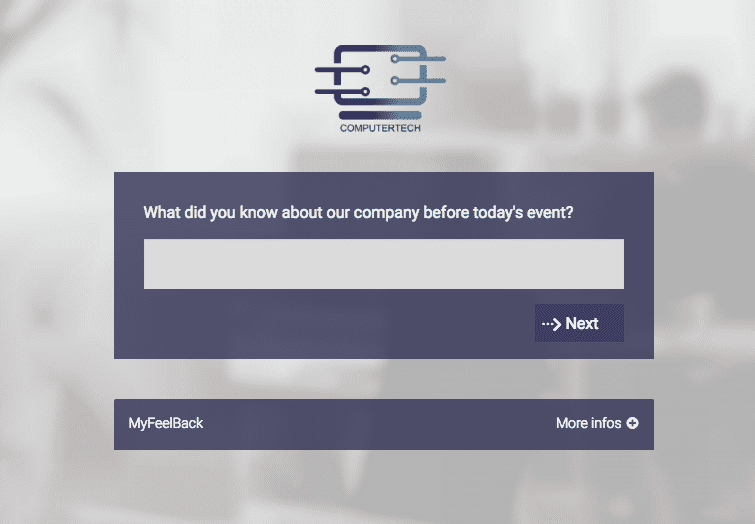 COMPUTERTECH
What did you know about our company before today's event?
Next
MyFeelBack
More infos